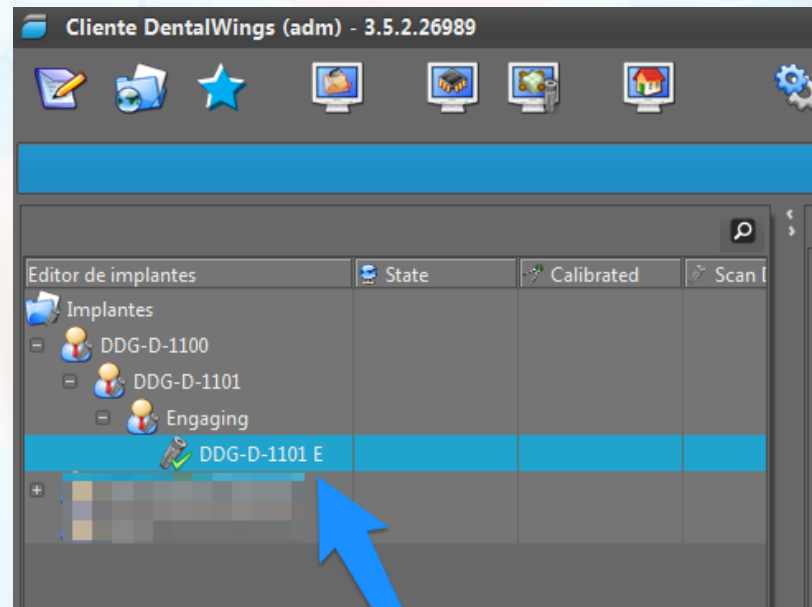 Cliente DentalWings (adm) - 3.5.2.26989
Editor de implantes State Calibrated Scan
Implantes
DDG-D-1100
DDG-D-1101
Engaging
DDG-D-1101 E